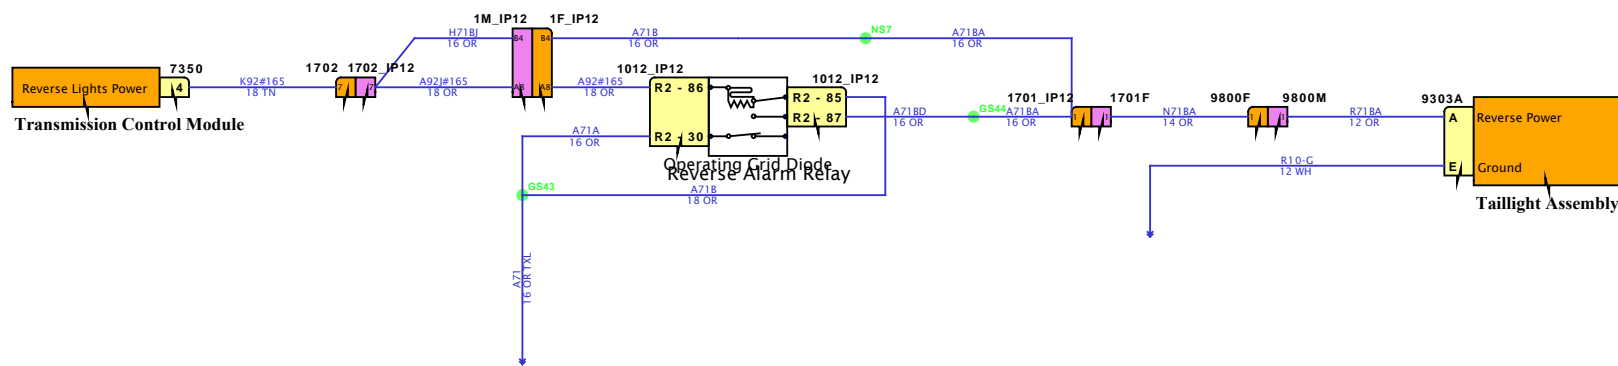 1M_IP12 1F_IP12
H71BJ
16 OR
B4 B4
A71B
16 OR
NS7
A71BA
16 OR
7350
1702 1702_IP12
1012_IP12
1012_IP12
Reverse Lights Power 4
K92#165
18 TN
7 7
A92J#165
18 OR
A8 A8
A92#165
18 OR
R2 - 86
R2 - 85
R2 - 87
R2 - 30
A71BD
16 OR
GS44
A71BA
16 OR
1701_IP12 1701F
1 1
N71BA
14 OR
9800F 9800M
1 1
R71BA
12 OR
9303A
A Reverse Power
Transmission Control Module
A71A
16 OR
Operating Grid Diode
Reverse Alarm Relay
R10-G
12 WH
E Ground
GS43
A71B
18 OR
Taillight Assembly
A71
16 OR TXL